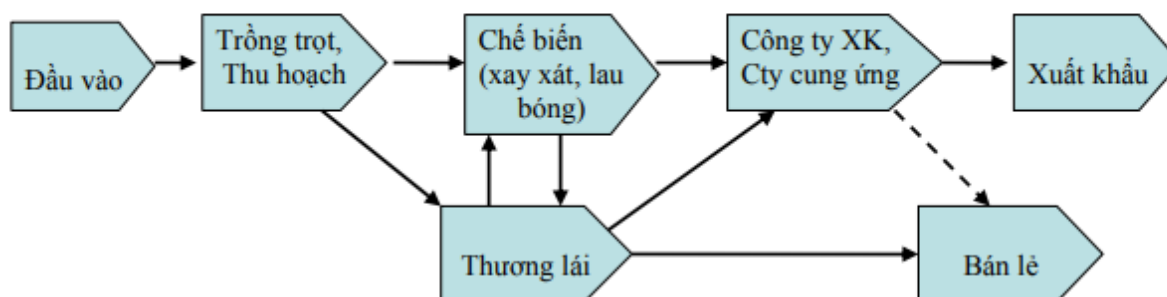 Đầu vào
Trồng trọt,
Thu hoạch
Chế biến
(xay xát, lau
bóng)
Công ty XK,
Cty cung ứng
Xuất khẩu
Thương lái
Bán lẻ